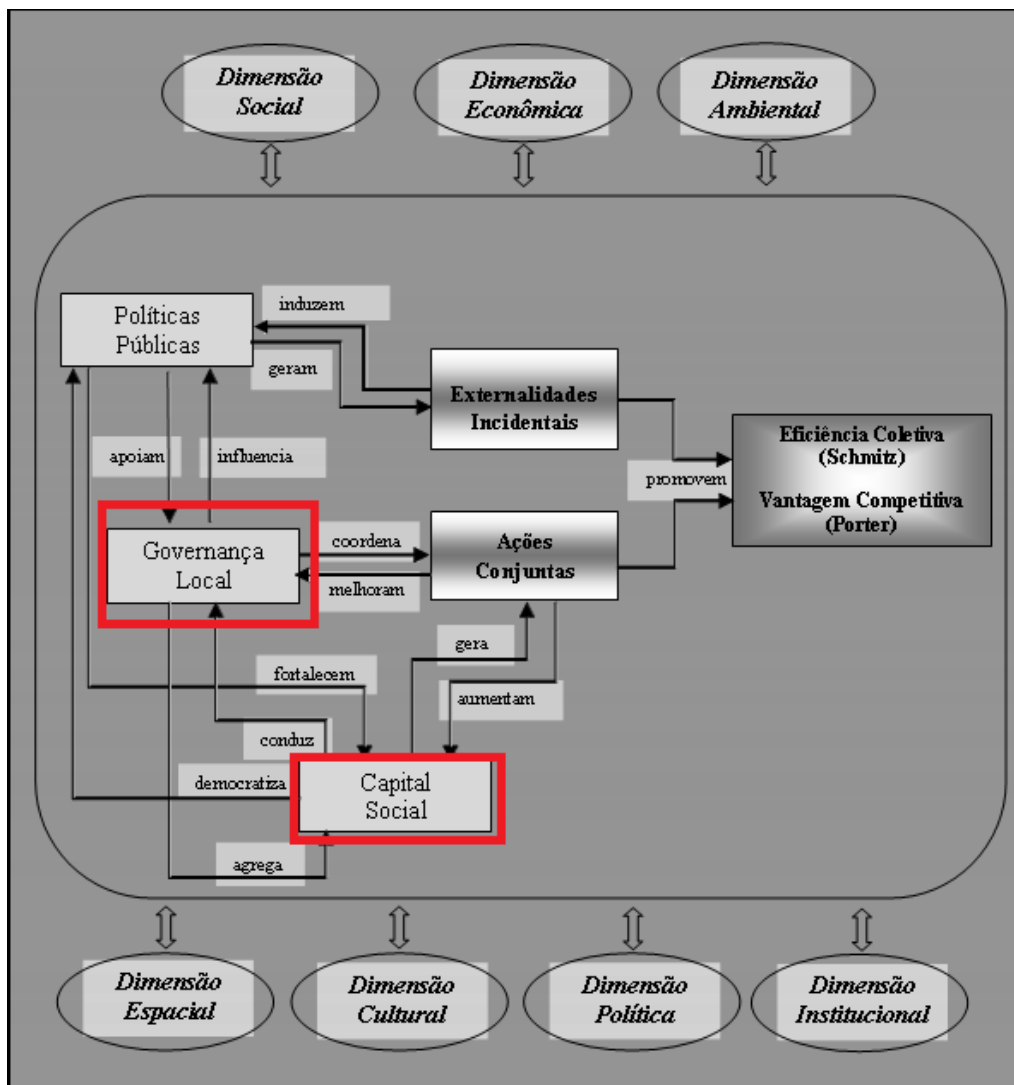 Dimensão
Social
Dimensão
Econômica
Dimensão
Ambiental
Políticas
Públicas
induzem
geram
Externalidades
Incidentais
Eficiência Coletiva
(Schmitz)
Vantagem Competitiva
(Porter)
promovem
apoiam
influencia
Governança
Local
coordena
melhoram
Ações
Conjuntas
gera
aumentam
fortalecem
conduz
democratiza
Capital
Social
agrega
Dimensão
Espacial
Dimensão
Cultural
Dimensão
Política
Dimensão
Institucional